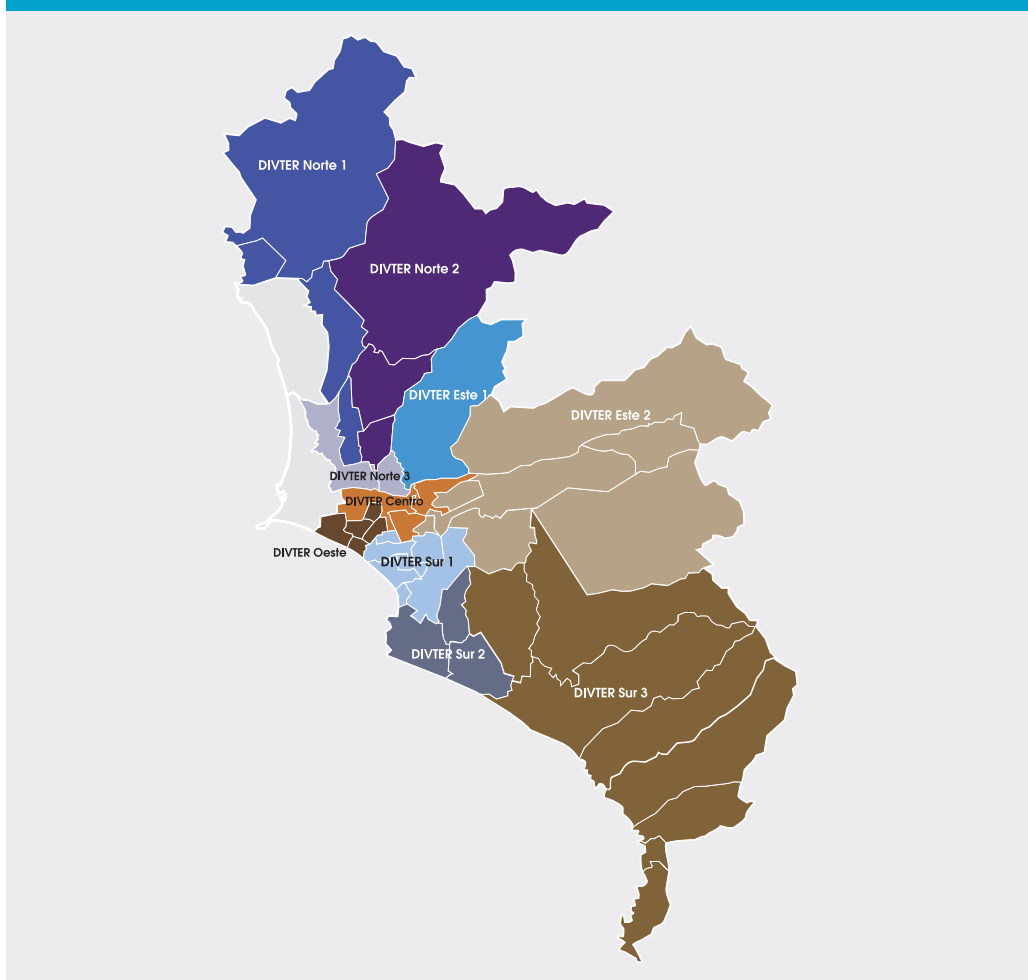 DIVTER Norte 1
DIVTER Norte 2
DIVTER Este 1
DIVTER Este 2
DIVTER Norte 3
DIVTER Centro
DIVTER Oeste
DIVTER Sur 1
DIVTER Sur 2
DIVTER Sur 3